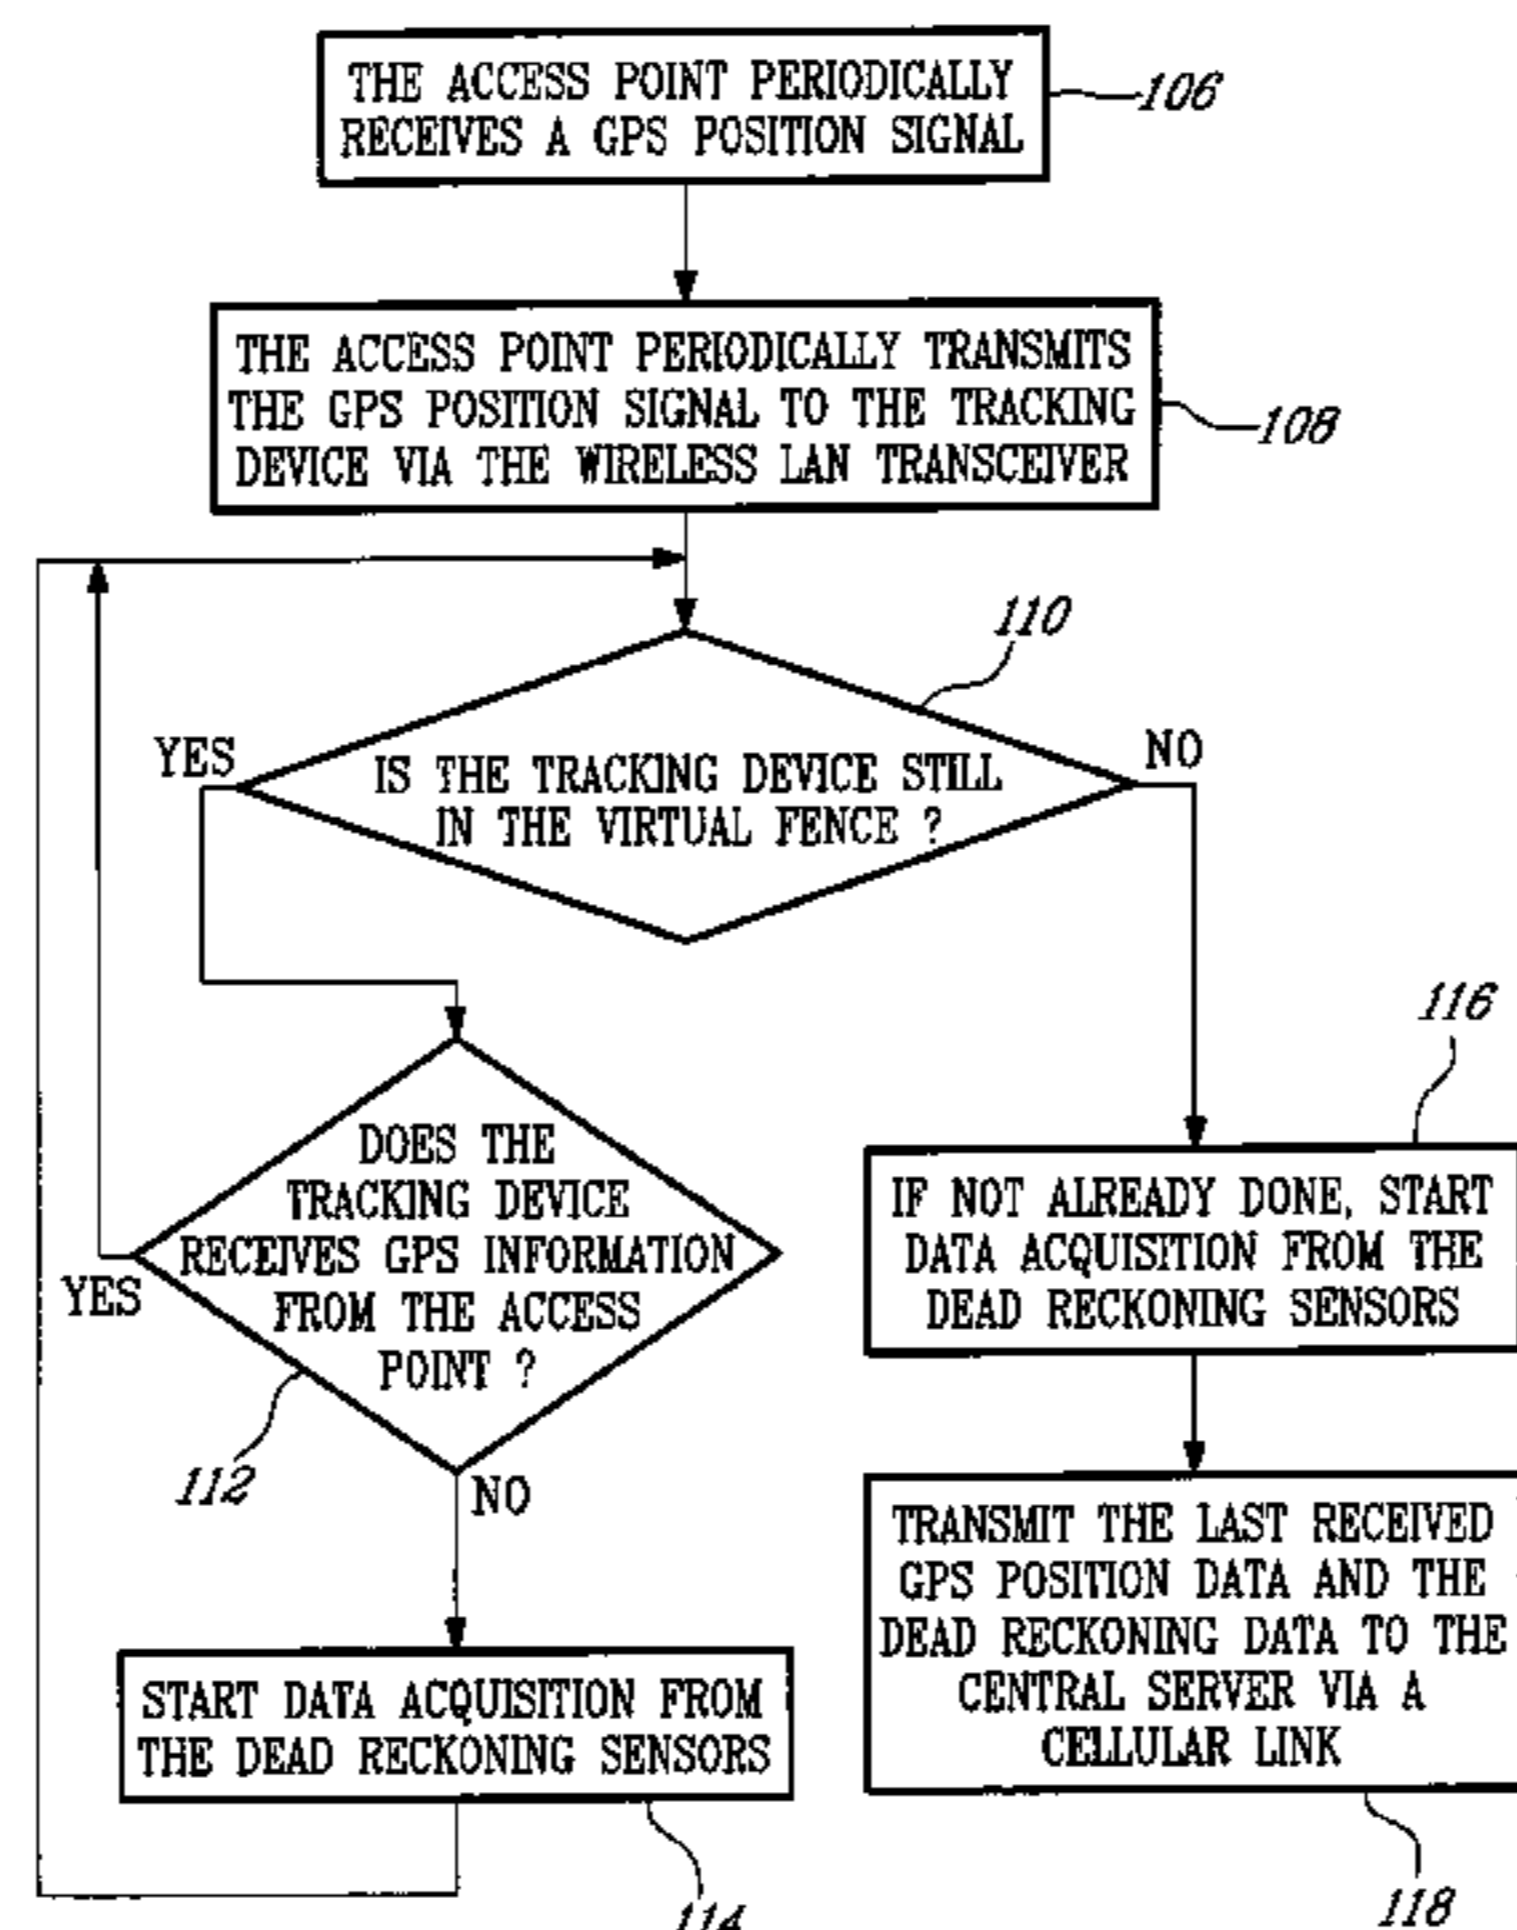 THE ACCESS POINT PERIODICALLY
RECEIVES A GPS POSITION SIGNAL
106
THE ACCESS POINT PERIODICALLY TRANSMITS
THE GPS POSITION SIGNAL TO THE TRACKING
DEVICE VIA THE WIRELESS LAN TRANSCEIVER
108
110
YES
NO
IS THE TRACKING DEVICE STILL
IN THE VIRTUAL FENCE ?
DOES THE
TRACKING DEVICE
RECEIVES GPS INFORMATION
FROM THE ACCESS
POINT ?
YES
112
NO
116
IF NOT ALREADY DONE, START
DATA ACQUISITION FROM THE
DEAD RECKONING SENSORS
START DATA ACQUISITION FROM
THE DEAD RECKONING SENSORS
114
TRANSMIT THE LAST RECEIVED
GPS POSITION DATA AND THE
DEAD RECKONING DATA TO THE
CENTRAL SERVER VIA A
CELLULAR LINK
118